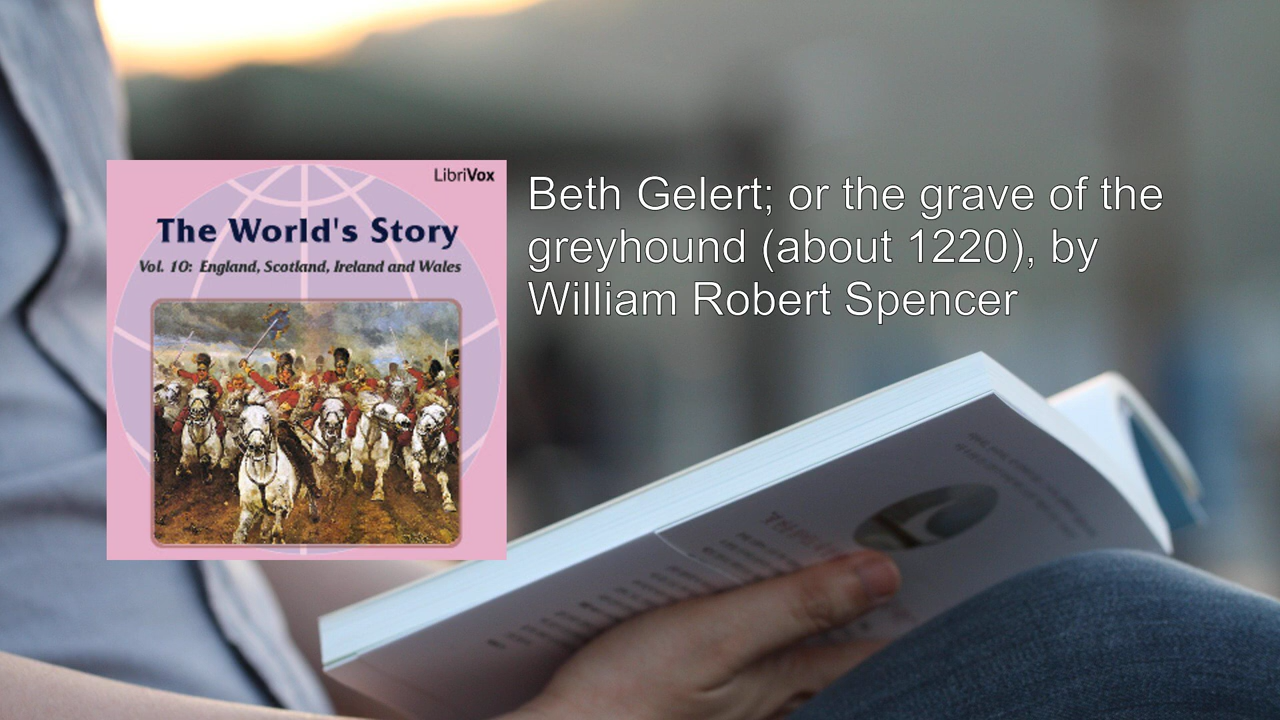 LibriVox
The World's Story
Vol. 10: England, Scotland, Ireland and Wales
Beth Gelert; or the grave of the
greyhound (about 1220), by
William Robert Spencer